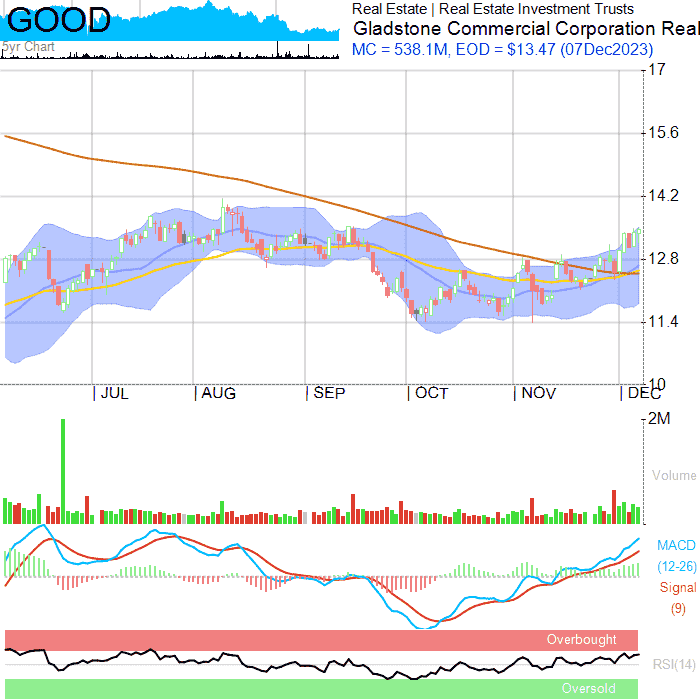 GOOD
5yr Chart
Real Estate | Real Estate Investment Trusts
Gladstone Commercial Corporation Real
MC = 538.1M, EOD = $13.47 (07Dec2023)
17
15.6
14.2
12.8
11.4
10
JUL AUG SEP OCT NOV DEC
2M
Volume
MACD
(12-26)
Signal
(9)
Overbought
RSI(14)
Oversold